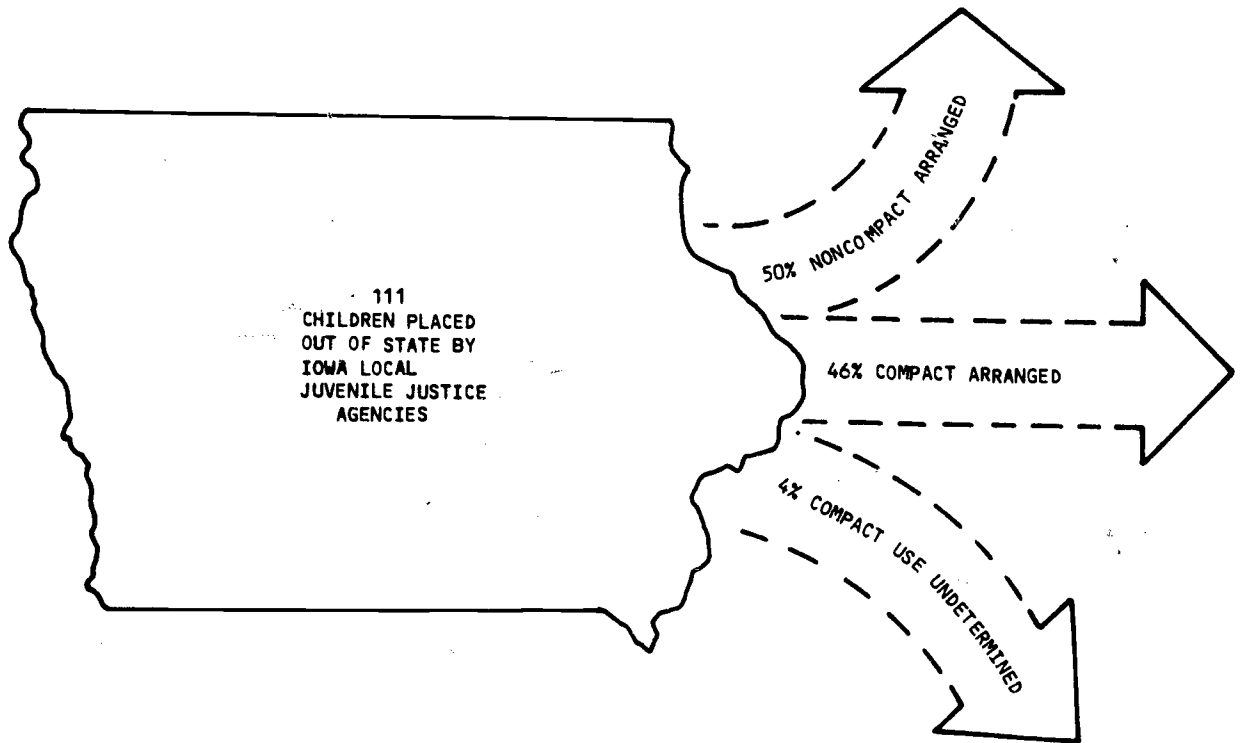 111
CHILDREN PLACED
OUT OF STATE BY
IOWA LOCAL
JUVENILE JUSTICE
AGENCIES
50% NONCOMPACT ARRANGED
46% COMPACT ARRANGED
4% COMPACT USE UNDETERMINED